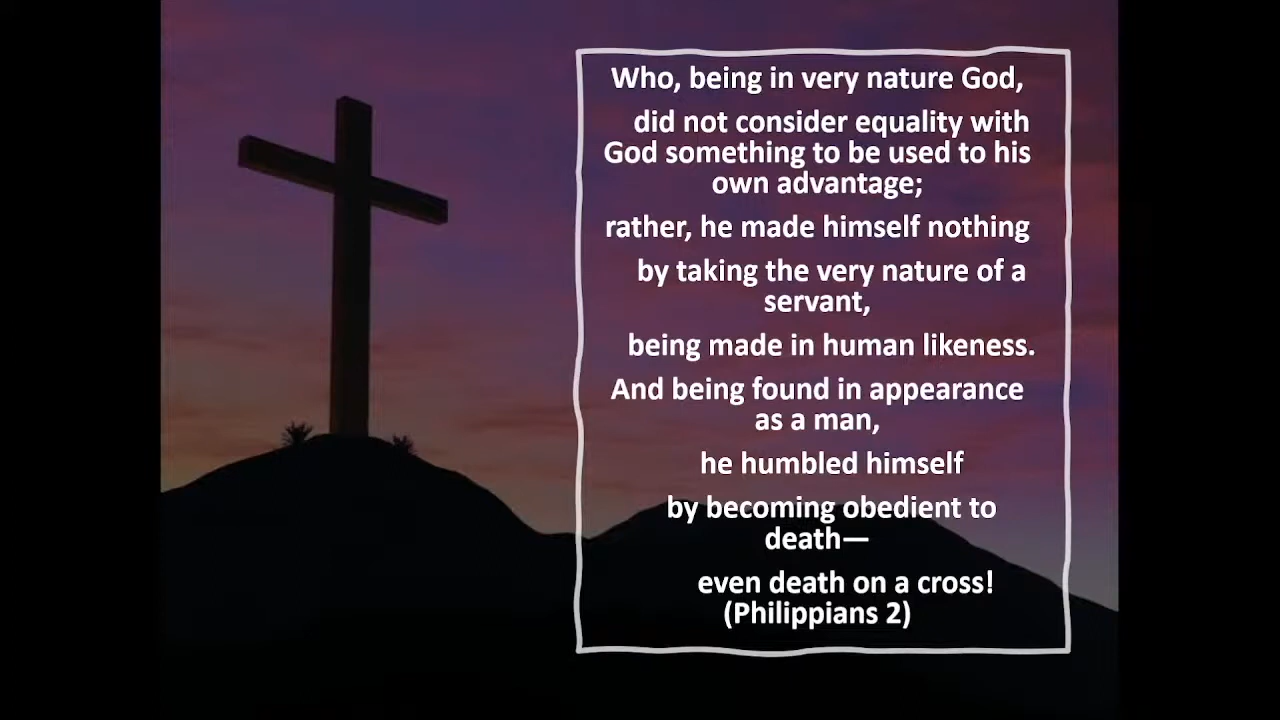 Who, being in very nature God,
did not consider equality with
God something to be used to his
own advantage;
rather, he made himself nothing
by taking the very nature of a
servant,
being made in human likeness.
And being found in appearance
as a man,
he humbled himself
by becoming obedient to
death—
even death on a cross!
(Philippians 2)